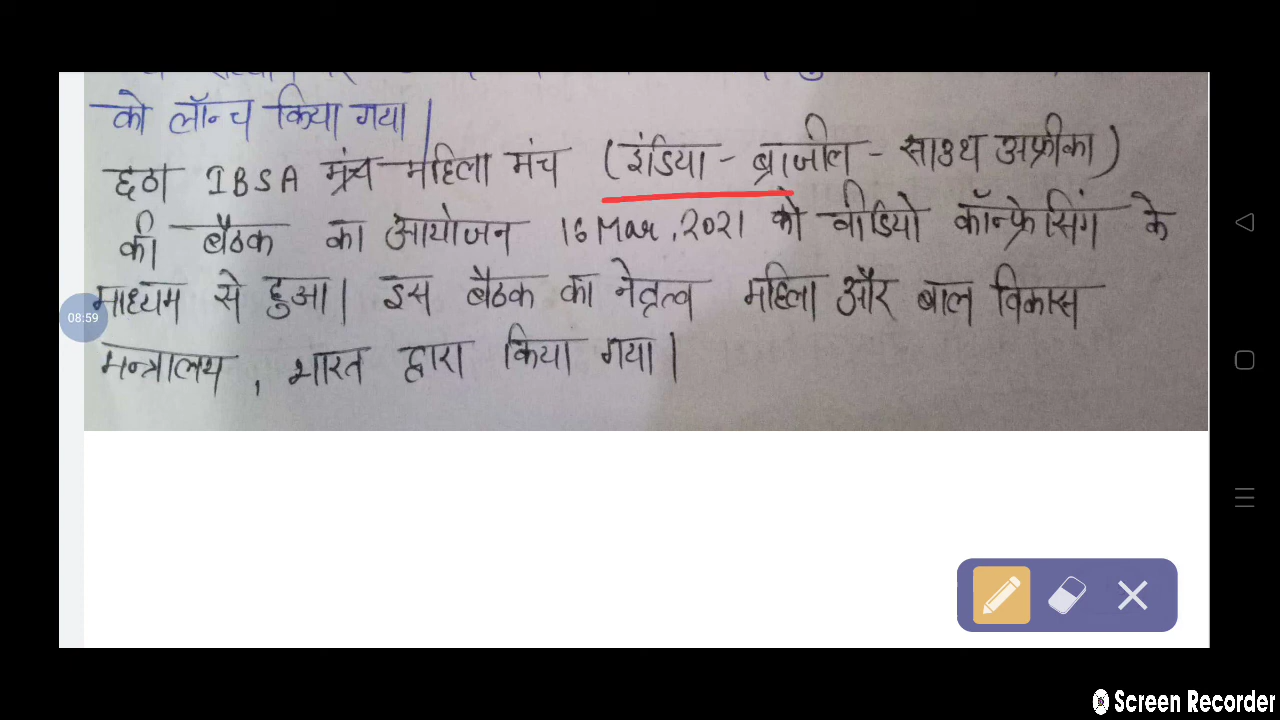 को लॉन्च किया गया।
छठा IBSA मंच महिला मंच (इंडिया - ब्राजील - साउथ अफ्रीका)
की बैठक का आयोजन 16 Mar, 2021 को वीडियो कॉन्फ्रेसिंग के
माध्यम से हुआ। इस बैठक का नेतृत्व महिला और बाल विकास
08:59
मन्त्रालय, भारत द्वारा किया गया।
Screen Recorder